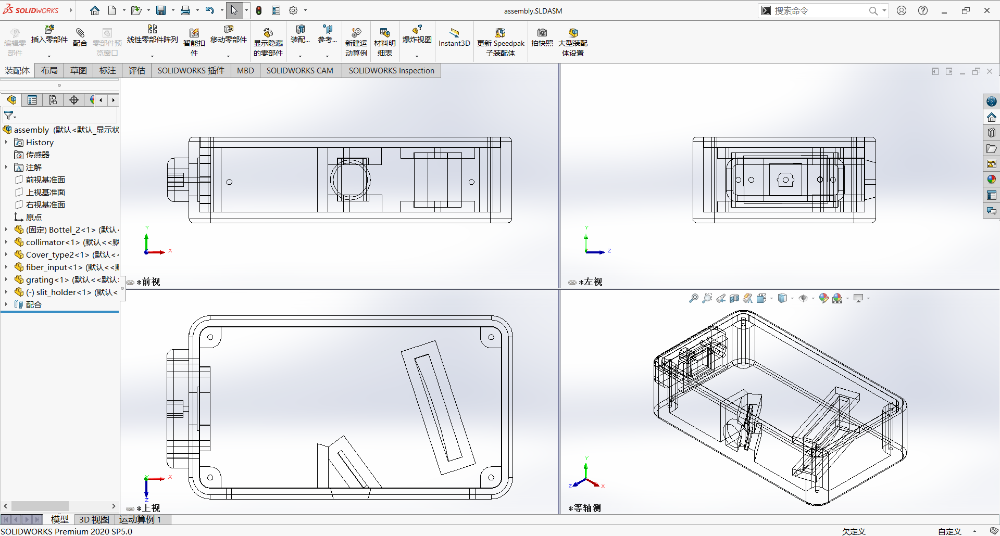 SOLIDWORKS
assembly.SLDASM
搜索命令
编辑零部件
插入零部件
配合
零部件预览窗口
线性零部件阵列
智能扣件
移动零部件
显示隐藏的零部件
装配...
参考...
新建运动算例
材料明细表
爆炸视图
Instant3D
更新 Speedpak 子装配体
拍快照
大型装配体设置
装配体 布局 草图 标注 评估 SOLIDWORKS 插件 MBD SOLIDWORKS CAM SOLIDWORKS Inspection
assembly (默认<默认_显示状
History
传感器
注解
前视基准面
上视基准面
右视基准面
原点
(固定) Bottel_2<1> (默认<
collimator<1> (默认<<默
Cover_type2<1> (默认<<
fiber_input<1> (默认<<默
grating<1> (默认<<默认>
(-) slit_holder<1> (默认<
配合
Y
X
*前视
Y
Z
*左视
Y
X
Z
*上视
Y
Z
X
*等轴测
模型 3D 视图 运动算例 1
SOLIDWORKS Premium 2020 SP5.0
欠定义
自定义